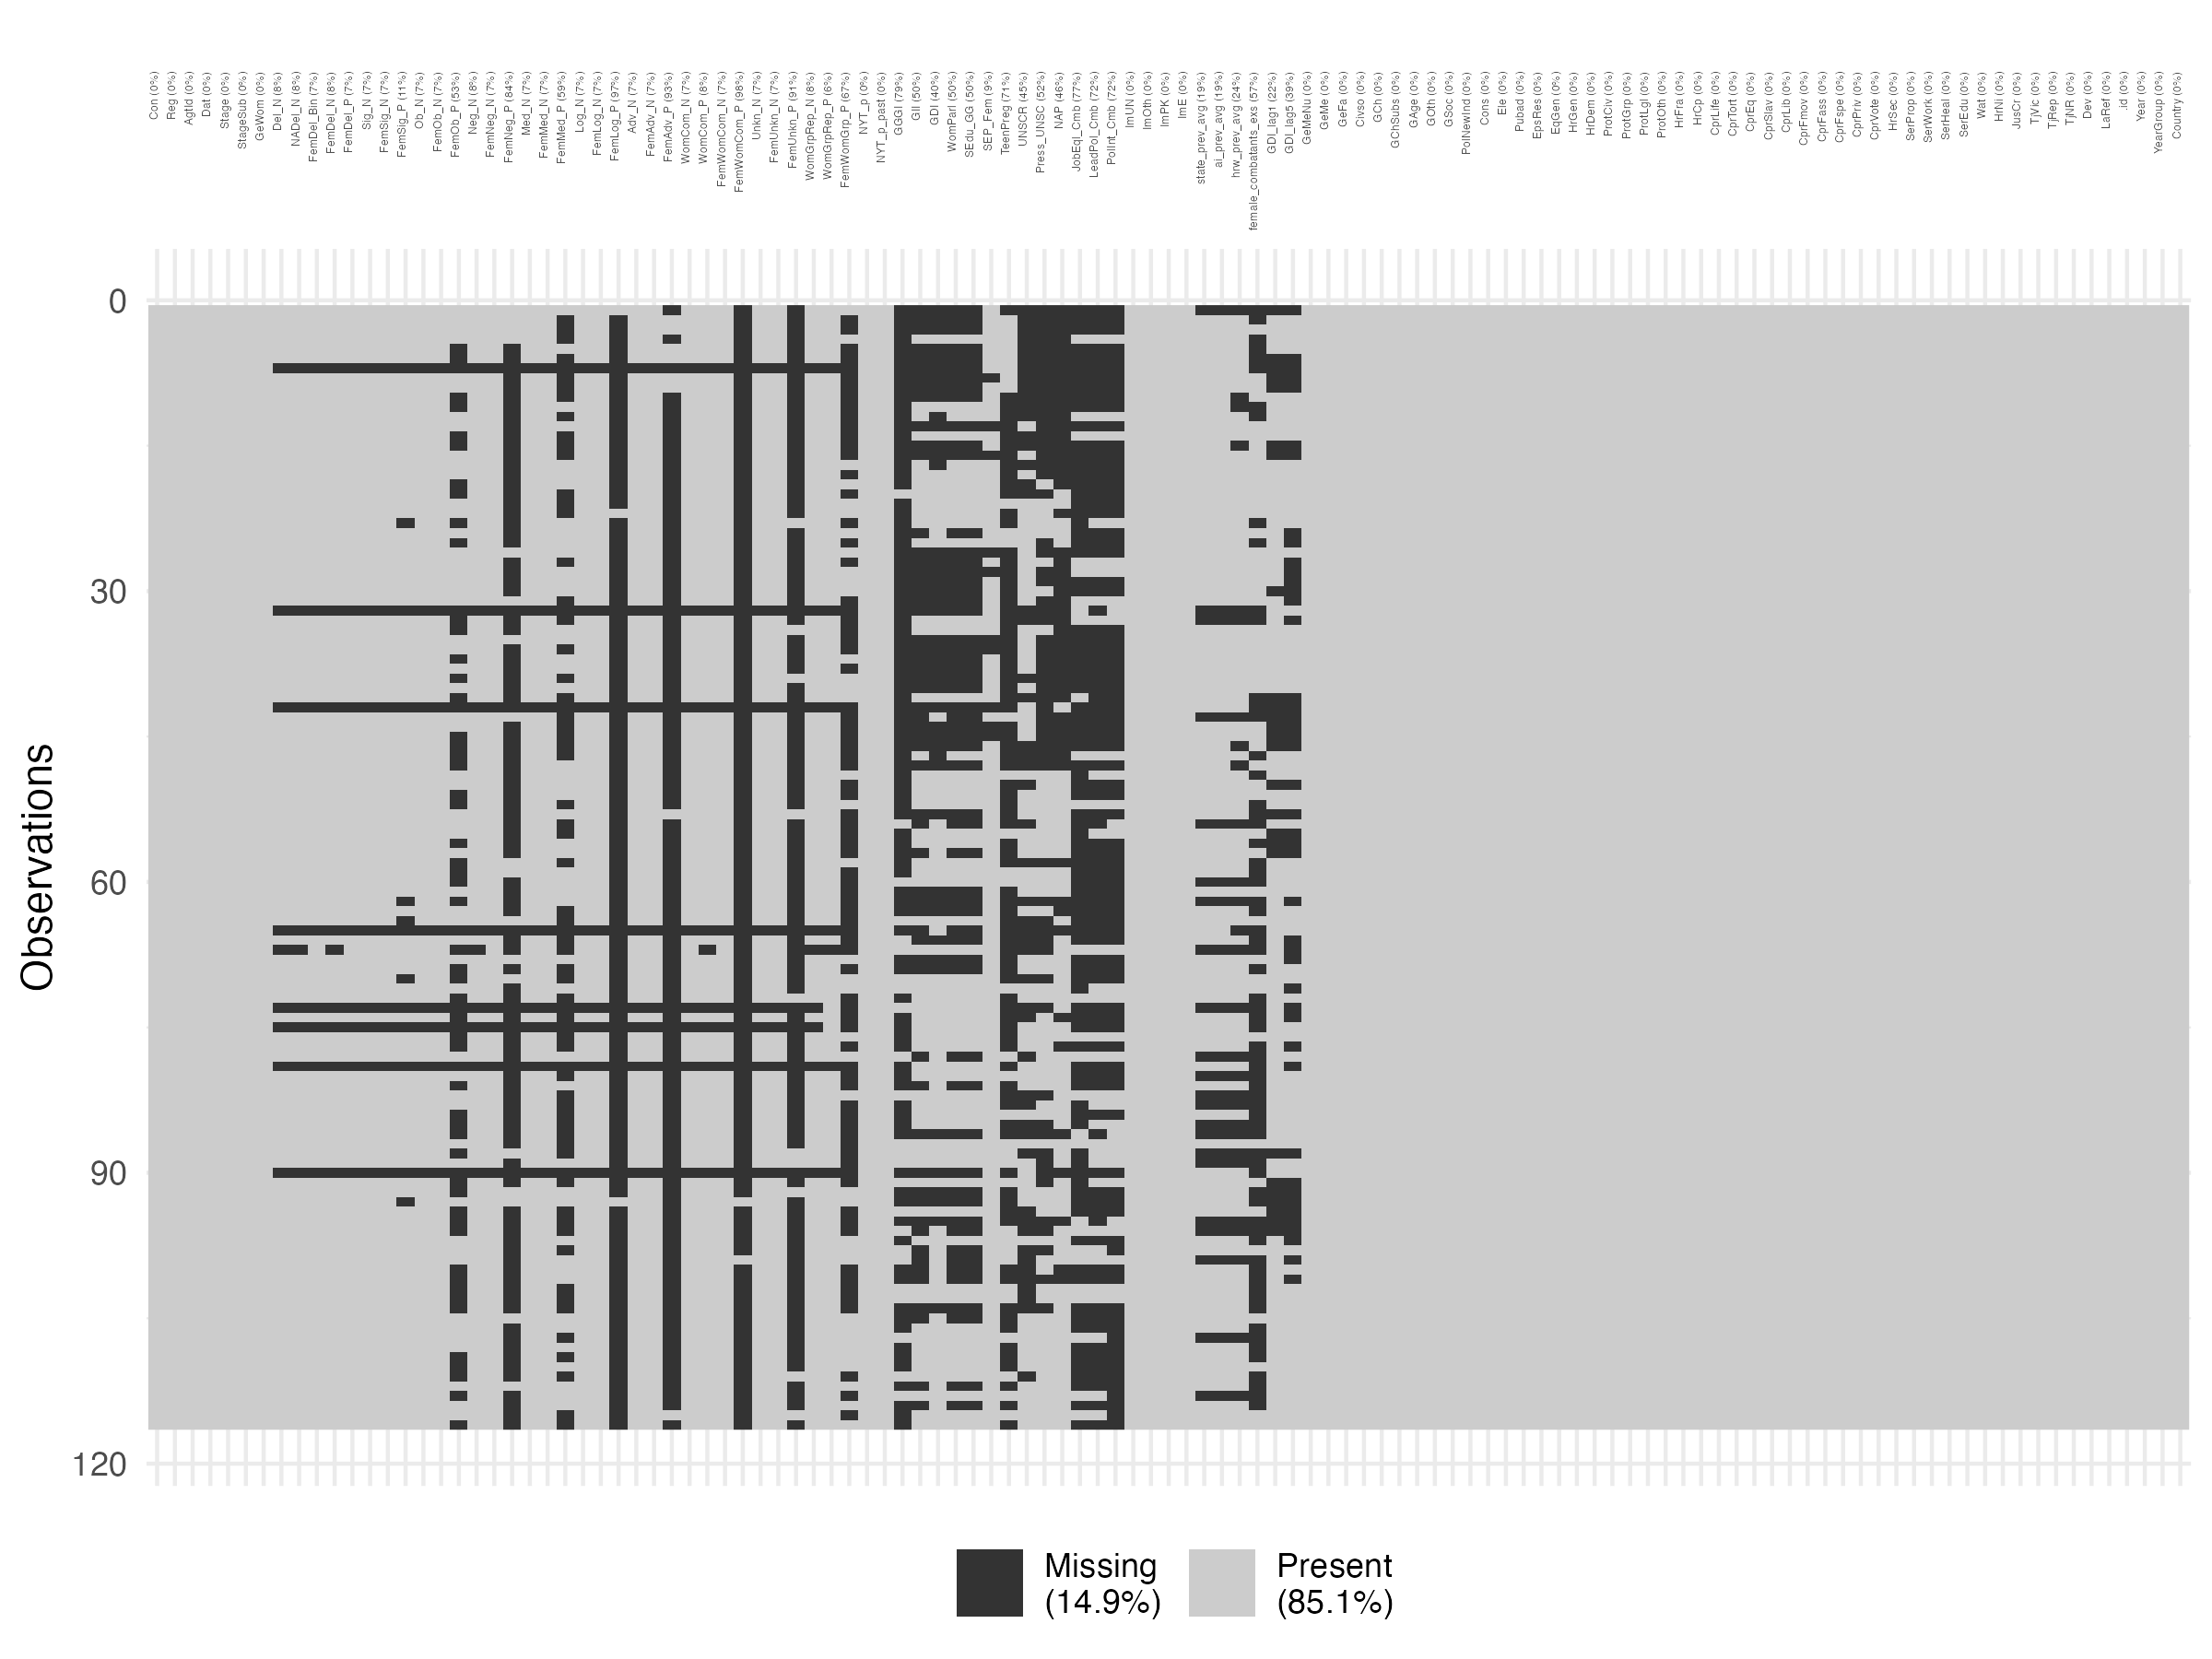 Con (0%)
Reg (0%)
AgtId (0%)
Dat (0%)
Stage (0%)
StageSub (0%)
GeWom (0%)
Del_N (8%)
NADel_N (8%)
FemDel_Bin (7%)
FemDel_N (8%)
FemDel_P (7%)
Sig_N (7%)
FemSig_N (7%)
FemSig_P (11%)
Ob_N (7%)
FemOb_N (7%)
FemOb_P (53%)
Neg_N (8%)
FemNeg_N (7%)
FemNeg_P (84%)
Med_N (7%)
FemMed_N (7%)
FemMed_P (59%)
Log_N (7%)
FemLog_N (7%)
FemLog_P (97%)
Adv_N (7%)
FemAdv_N (7%)
FemAdv_P (93%)
WomCom_N (7%)
WomCom_P (8%)
FemWomCom_N (7%)
FemWomCom_P (98%)
Unkn_N (7%)
FemUnkn_N (7%)
FemUnkn_P (91%)
WomGrpRep_N (8%)
WomGrpRep_P (6%)
FemWomGrp_P (67%)
NYT_p (0%)
NYT_p_past (0%)
GGGI (79%)
GII (50%)
GDI (40%)
WomParl (50%)
SEdu_GG (50%)
SEP_Fem (9%)
TeenPreg (71%)
UNSCR (45%)
Press_UNSC (52%)
NAP (46%)
JobEql_Cmb (77%)
LeadPol_Cmb (72%)
PolInt_Cmb (72%)
ImUN (0%)
ImOth (0%)
ImPK (0%)
ImE (0%)
state_prev_avg (19%)
ai_prev_avg (19%)
hrw_prev_avg (24%)
female_combatants_exs (57%)
GDI_lag1 (22%)
GDI_lag5 (39%)
GeMeNu (0%)
GeMe (0%)
GeFa (0%)
Civso (0%)
GCh (0%)
GChSubs (0%)
GAge (0%)
GOth (0%)
GSoc (0%)
PolNewInd (0%)
Cons (0%)
Ele (0%)
Pubad (0%)
EpsRes (0%)
EqGen (0%)
HrGen (0%)
HrDem (0%)
ProtCiv (0%)
ProtGrp (0%)
ProtLgl (0%)
ProtOth (0%)
HrFra (0%)
HrCp (0%)
CprLife (0%)
CprTort (0%)
CprEq (0%)
CprSlav (0%)
CprLib (0%)
CprFmov (0%)
CprFass (0%)
CprFspe (0%)
CprPriv (0%)
CprVote (0%)
HrSec (0%)
SerProp (0%)
SerWork (0%)
SerHeal (0%)
SerEdu (0%)
Wat (0%)
HrNi (0%)
JusCr (0%)
TjVic (0%)
TjRep (0%)
TjNR (0%)
Dev (0%)
LaRef (0%)
.id (0%)
Year (0%)
YearGroup (0%)
Country (0%)
0
30
60
90
120
Observations
Missing
(14.9%)
Present
(85.1%)